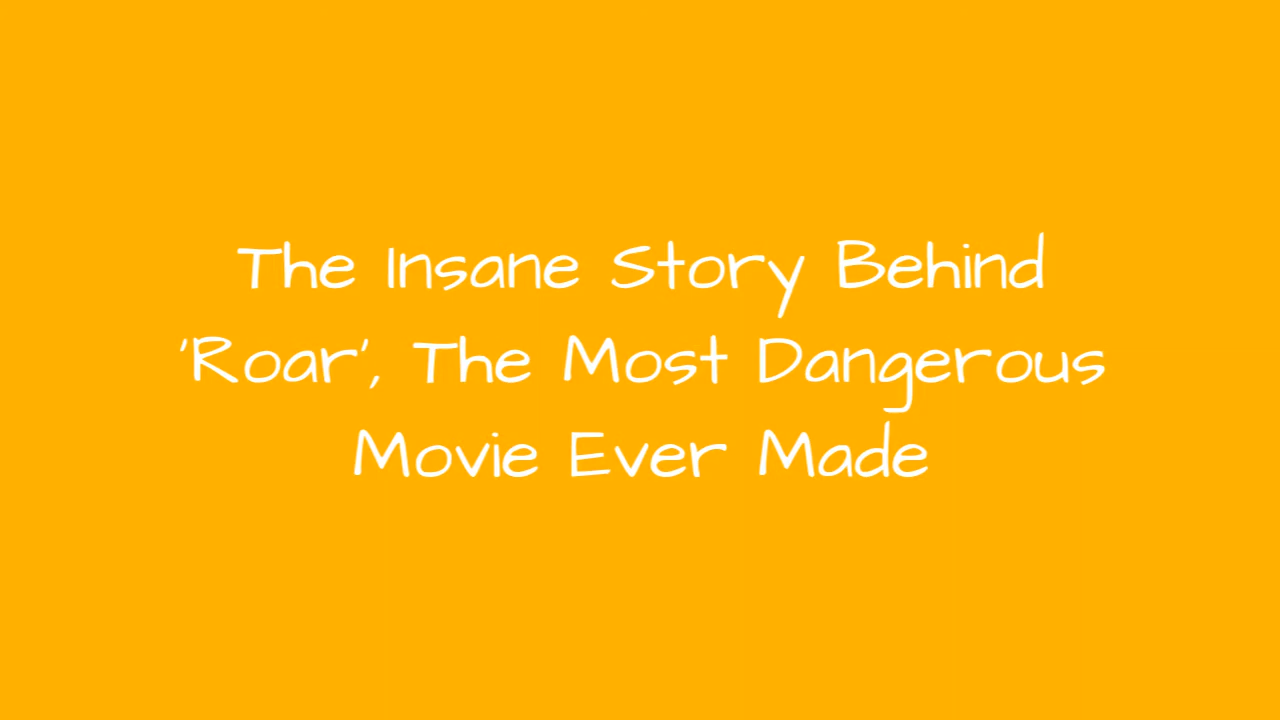 The Insane Story Behind
'Roar', The Most Dangerous
Movie Ever Made